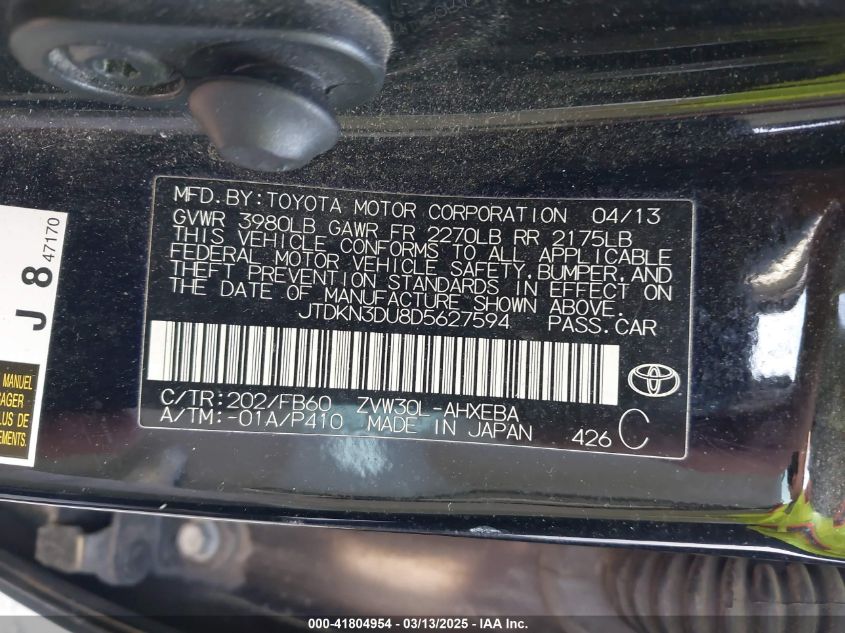 MFD. BY: TOYOTA MOTOR CORPORATION 04/13
GVWR 3980LB GAWR FR 2270LB RR 2175LB
THIS VEHICLE CONFORMS TO ALL APPLICABLE
FEDERAL MOTOR VEHICLE SAFETY, BUMPER, AND
THEFT PREVENTION STANDARDS IN EFFECT ON
THE DATE OF MANUFACTURE SHOWN ABOVE.
JTDKN3DU8D5627594 PASS.CAR
C/TR: 202/FB60 ZVW30L-AHXEBA
A/TM: -01A/P410 MADE IN JAPAN 426 C
J 8 47170
MANUEL
PLUS DE
000-41804954 - 03/13/2025 - IAA Inc.